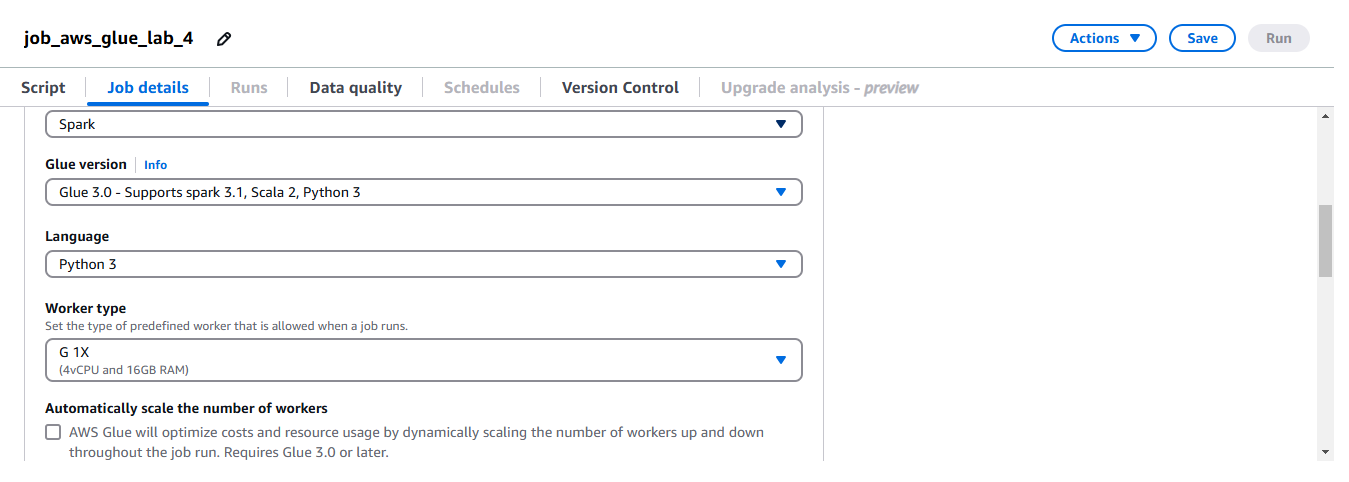 job_aws_glue_lab_4
Actions
Save
Run
Script
Job details
Runs
Data quality
Schedules
Version Control
Upgrade analysis - preview
Spark
Glue version
Info
Glue 3.0 - Supports spark 3.1, Scala 2, Python 3
Language
Python 3
Worker type
Set the type of predefined worker that is allowed when a job runs.
G 1X
(4vCPU and 16GB RAM)
Automatically scale the number of workers
AWS Glue will optimize costs and resource usage by dynamically scaling the number of workers up and down
throughout the job run. Requires Glue 3.0 or later.